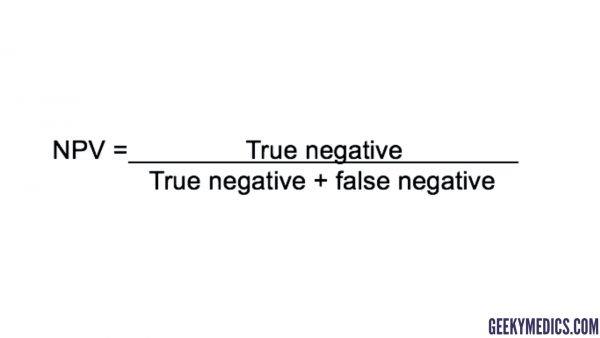 NPV = True negative
True negative + false negative
GEEKYMEDICS.COM